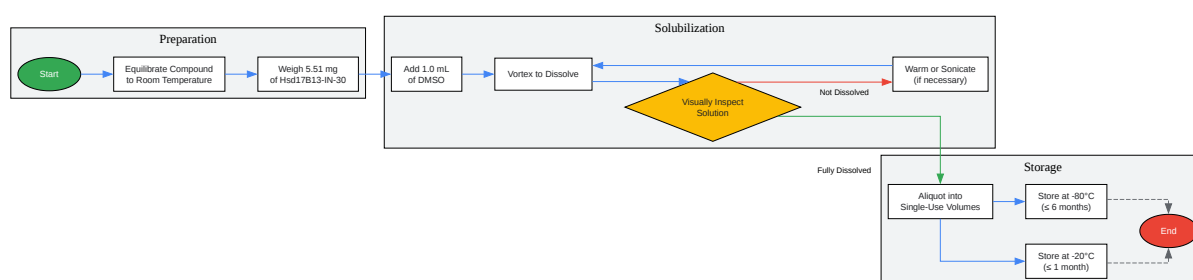 Preparation
Start
Equilibrate Compound
to Room Temperature
Weigh 5.51 mg
of Hsd17B13-IN-30
Solubilization
Add 1.0 mL
of DMSO
Vortex to Dissolve
Visually Inspect
Solution
Not Dissolved
Warm or Sonicate
(if necessary)
Fully Dissolved
Storage
Aliquot into
Single-Use Volumes
Store at -80°C
(≤ 6 months)
Store at -20°C
(≤ 1 month)
End